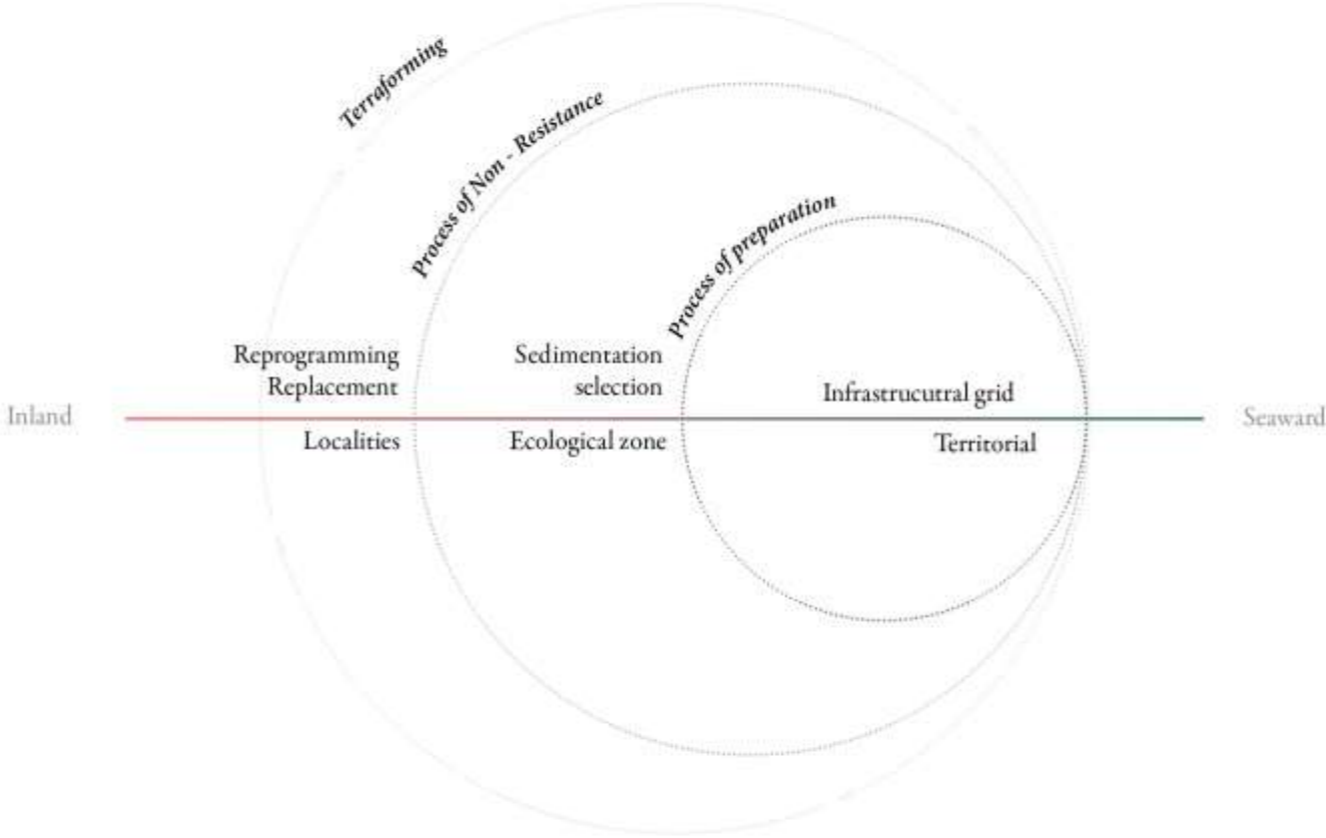 Terraforming
Process of Non - Resistance
Process of preparation
Reprogramming
Replacement
Sedimentation
selection
Infrastrucutral grid
Inland
Seaward
Localities
Ecological zone
Territorial